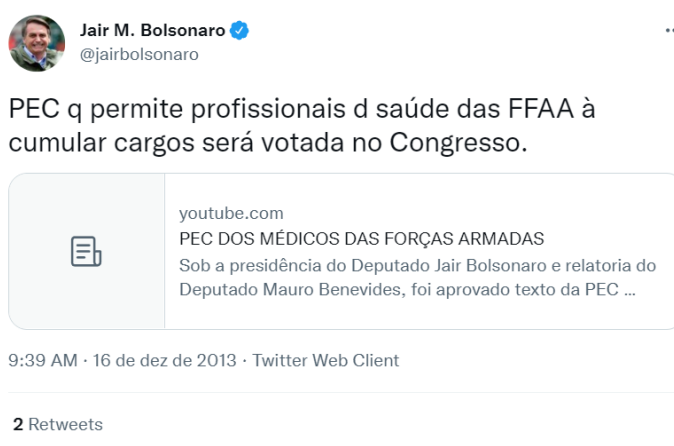 Jair M. Bolsonaro
@jairbolsonaro
PEC q permite profissionais d saúde das FFAA à
cumular cargos será votada no Congresso.
youtube.com
PEC DOS MÉDICOS DAS FORÇAS ARMADAS
Sob a presidência do Deputado Jair Bolsonaro e relatoria do
Deputado Mauro Benevides, foi aprovado texto da PEC ...
9:39 AM · 16 de dez de 2013 · Twitter Web Client
2 Retweets